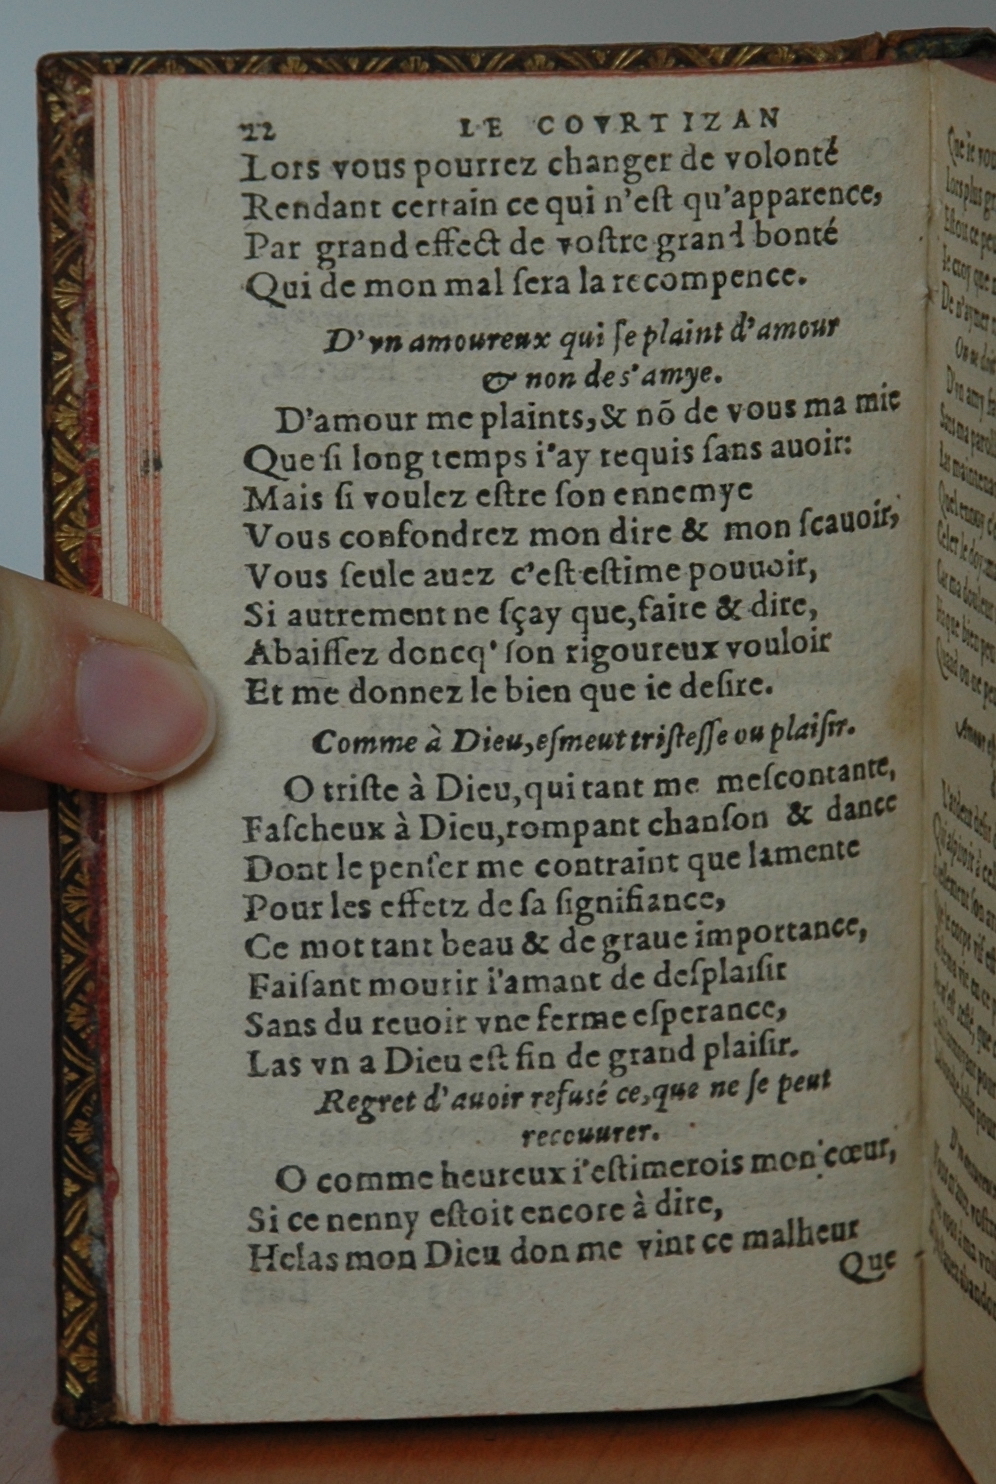 22 LE COVRTIZAN
Lors vous pourrez changer de volonté
Rendant certain ce qui n'eſt qu'apparence,
Par grand effect de voſtre grand bonté
Qui de mon mal ſera la recompence.
D'vn amoureux qui ſe plaint d'amour
& non de s'amye.
D'amour me plaints, & nō de vous ma mie
Que ſi long temps i'ay requis ſans auoir:
Mais ſi voulez eſtre ſon ennemye
Vous confondrez mon dire & mon ſcauoir,
Vous ſeule auez c'eſt eſtime pouuoir,
Si autrement ne ſçay que, faire & dire,
Abaiſſez doncq' ſon rigoureux vouloir
Et me donnez le bien que ie deſire.
Comme à Dieu, eſmeut triſteſſe ou plaiſir.
O triſte à Dieu, qui tant me meſcontante,
Faſcheux à Dieu, rompant chanſon & dance
Dont le penſer me contraint que lamente
Pour les effetz de ſa ſignifiance,
Ce mot tant beau & de graue importance,
Faiſant mourir l'amant de deſplaiſir
Sans du reuoir vne ferme eſperance,
Las vn a Dieu eſt fin de grand plaiſir.
Regret d'auoir refusé ce, que ne ſe peut
recouurer.
O comme heureux i'eſtimerois mon cœur,
Si ce nenny eſtoit encore à dire,
Helas mon Dieu don me vint ce malheur
Que